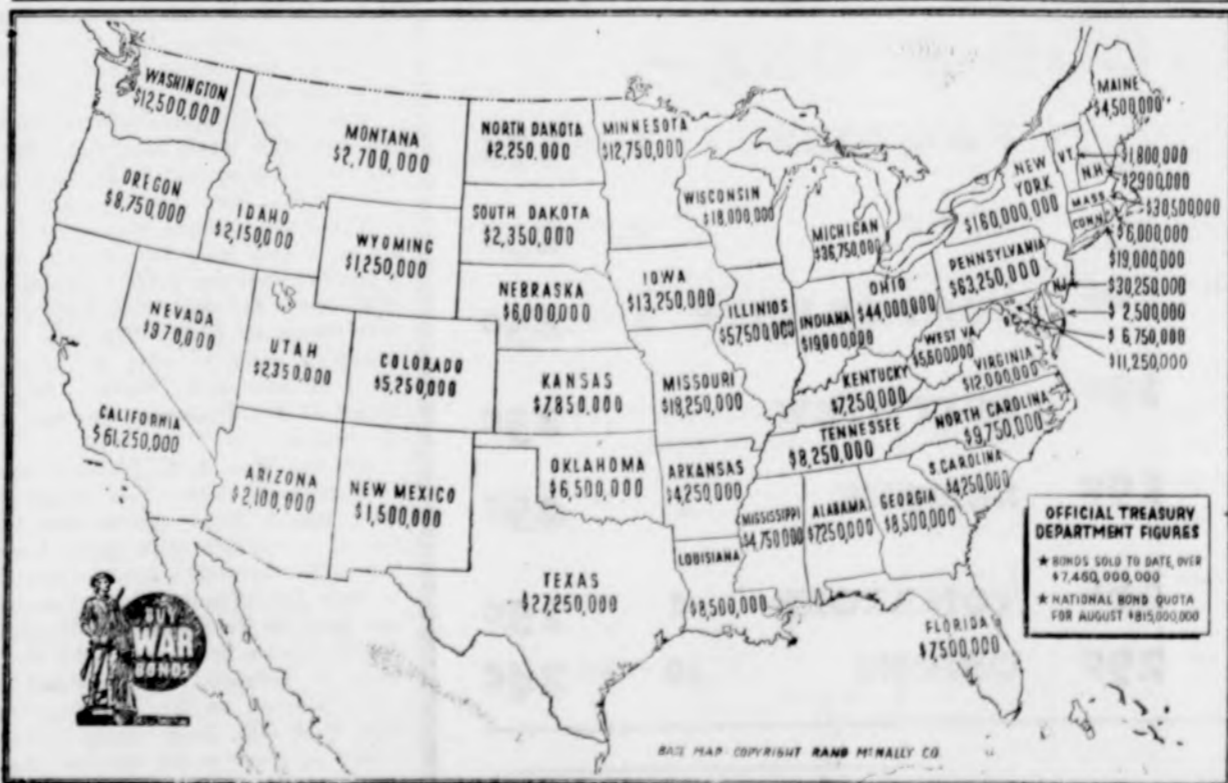 WASHINGTON
$12,500,000
OREGON
$8,750,000
CALIFORNIA
$61,250,000
IDAHO
$2,150,000
NEVADA
$970,000
MONTANA
$2,700,000
WYOMING
$1,250,000
UTAH
$2,350,000
COLORADO
$5,250,000
ARIZONA
$2,100,000
NEW MEXICO
$1,500,000
NORTH DAKOTA
$2,250,000
SOUTH DAKOTA
$2,350,000
NEBRASKA
$6,000,000
KANSAS
$7,850,000
OKLAHOMA
$6,500,000
TEXAS
$27,250,000
MINNESOTA
$12,750,000
IOWA
$13,250,000
MISSOURI
$18,250,000
ARKANSAS
$4,250,000
LOUISIANA
$8,500,000
WISCONSIN
$18,000,000
ILLINIOS
$57,500,000
MICHIGAN
$36,750,000
INDIANA
OHIO
$44,000,000
KENTUCKY
$7,250,000
TENNESSEE
$8,250,000
MISSISSIPPI
$4,750,000
ALABAMA
$7,250,000
GEORGIA
$8,500,000
FLORIDA
$7,500,000
S. CAROLINA
$4,250,000
NORTH CAROLINA
$9,750,000
VIRGINIA
$12,000,000
WEST VA.
$5,600,000
PENNSYLVANIA
$63,250,000
NEW
YORK
$160,000,000
MAINE
$4,500,000
VT.
N.H.
MASS
CONN.
N.J.
$1,800,000
$2900,000
$30,500,000
$6,000,000
$19,000,000
$30,250,000
$2,500,000
$6,750,000
$11,250,000
OFFICIAL TREASURY
DEPARTMENT FIGURES
★ BONDS SOLD TO DATE, OVER
$7,460,000,000
★ NATIONAL BOND QUOTA
FOR AUGUST $815,000,000
BUY
WAR
BONDS
BASE MAP COPYRIGHT RAND McNALLY CO.